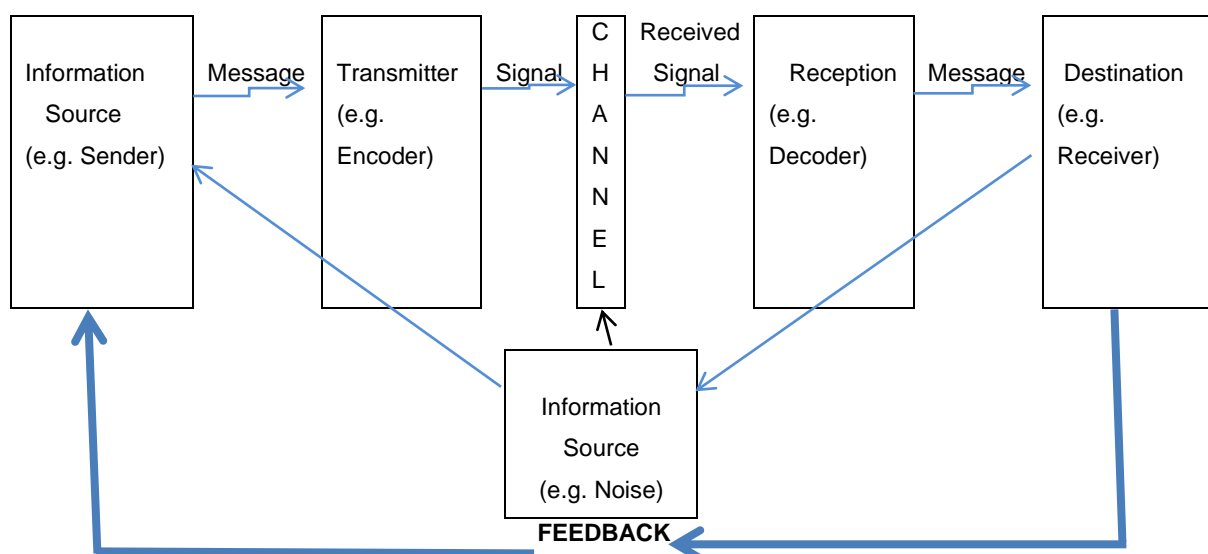 Information
Source
(e.g. Sender)
Message
Transmitter
(e.g.
Encoder)
Signal
C
H
A
N
N
E
L
Received
Signal
Reception
(e.g.
Decoder)
Message
Destination
(e.g.
Receiver)
Information
Source
(e.g. Noise)
FEEDBACK